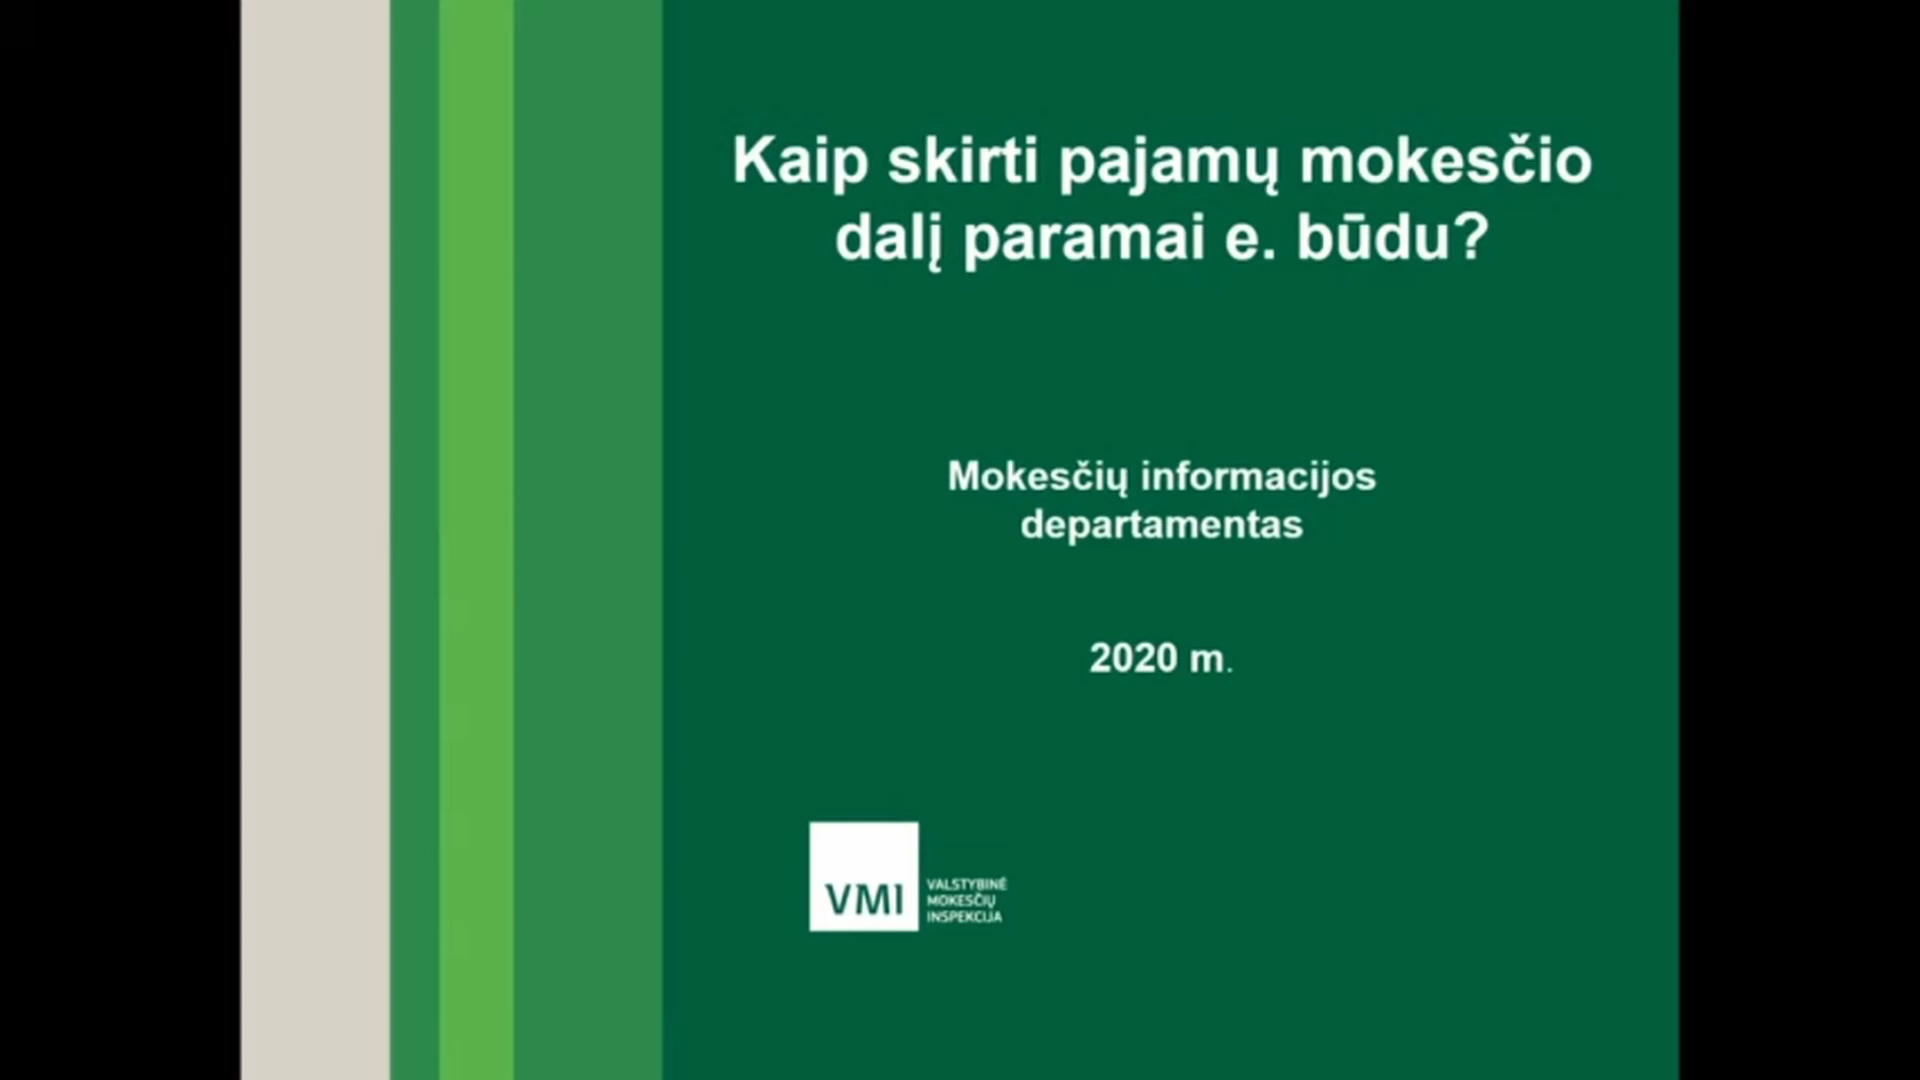 Kaip skirti pajamų mokesčio
dalį paramai e. būdu?
Mokesčių informacijos
departamentas
2020 m.
VMI
VALSTYBINĖ
MOKESČIŲ
INSPEKCIJA